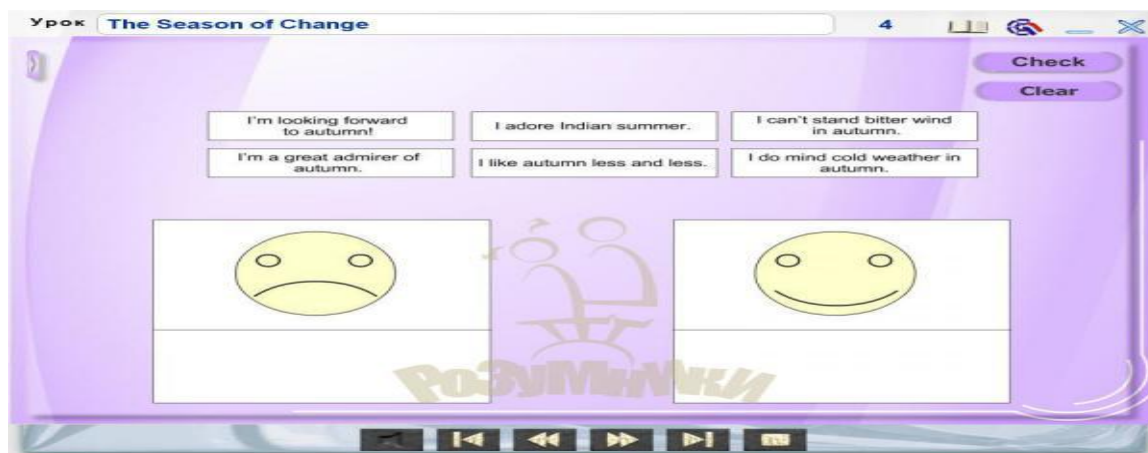 Урок The Season of Change 4
Check
Clear
I'm looking forward
to autumn!
I adore Indian summer.
I can't stand bitter wind
in autumn.
I'm a great admirer of
autumn.
I like autumn less and less.
I do mind cold weather in
autumn.
Розумники